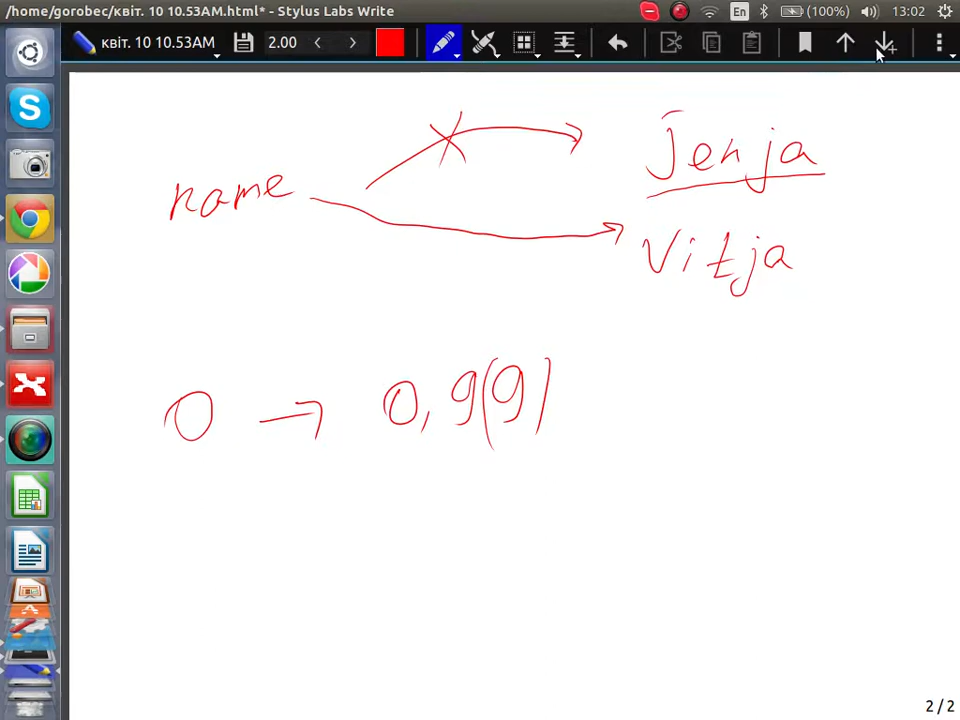 /home/gorobec/квіт. 10 10.53AM.html* - Stylus Labs Write
En (100%) 13:02
квіт. 10 10.53AM 2.00
jenja
name
Vitja
0 → 0,9(9)
2 / 2